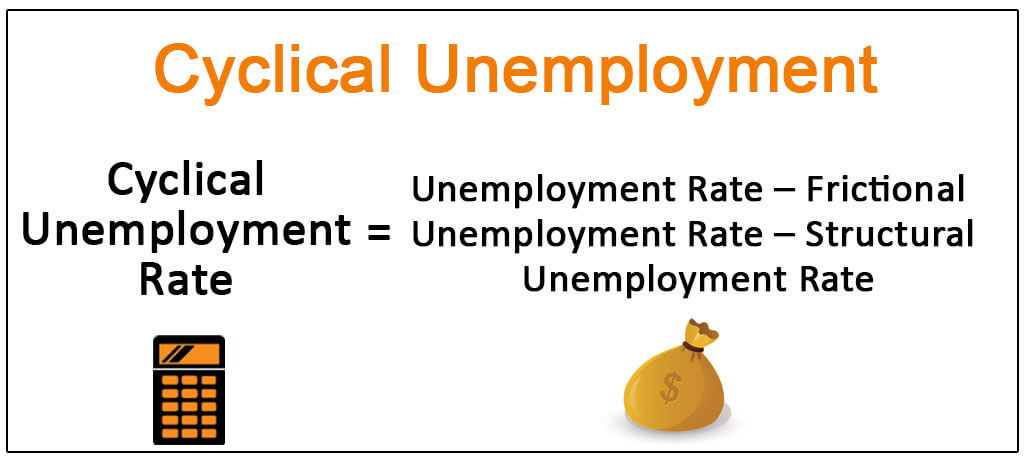 Cyclical Unemployment
Cyclical
Unemployment
Rate
=
Unemployment Rate – Frictional
Unemployment Rate – Structural
Unemployment Rate
$